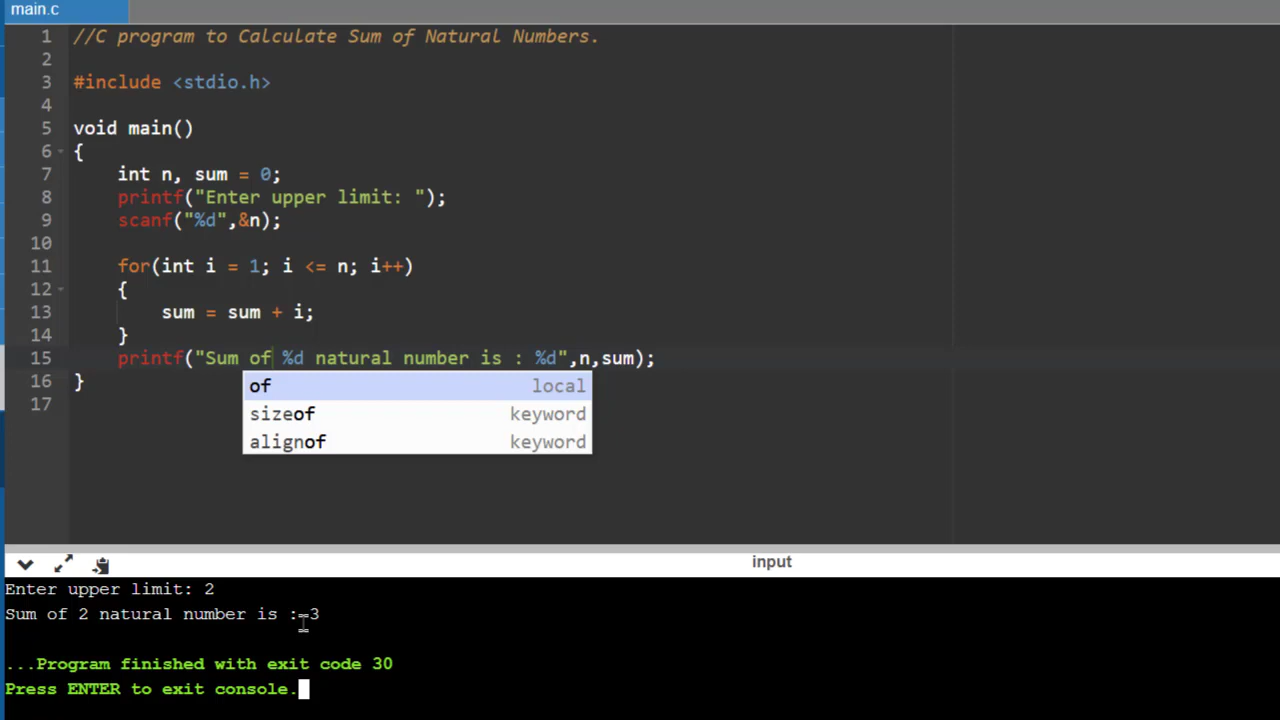 main.c
1 //C program to Calculate Sum of Natural Numbers.
2
3 #include <stdio.h>
4
5 void main()
6 {
7 int n, sum = 0;
8 printf("Enter upper limit: ");
9 scanf("%d",&n);
10
11 for(int i = 1; i <= n; i++)
12 {
13 sum = sum + i;
14 }
15 printf("Sum of %d natural number is : %d",n,sum);
16 }
17
of local
sizeof keyword
alignof keyword
input
Enter upper limit: 2
Sum of 2 natural number is : 3
...Program finished with exit code 30
Press ENTER to exit console.